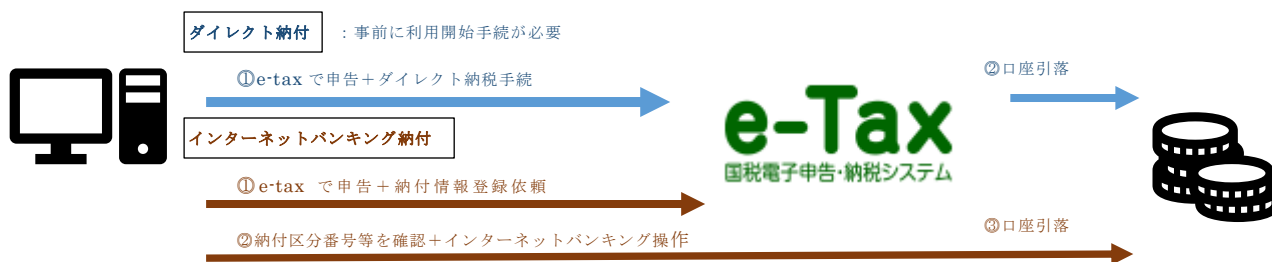 ダイレクト納付 ：事前に利用開始手続が必要
①e-tax で申告＋ダイレクト納税手続
②口座引落
インターネットバンキング納付
e-Tax
国税電子申告・納税システム
①e-tax で申告＋納付情報登録依頼
②納付区分番号等を確認＋インターネットバンキング操作
③口座引落